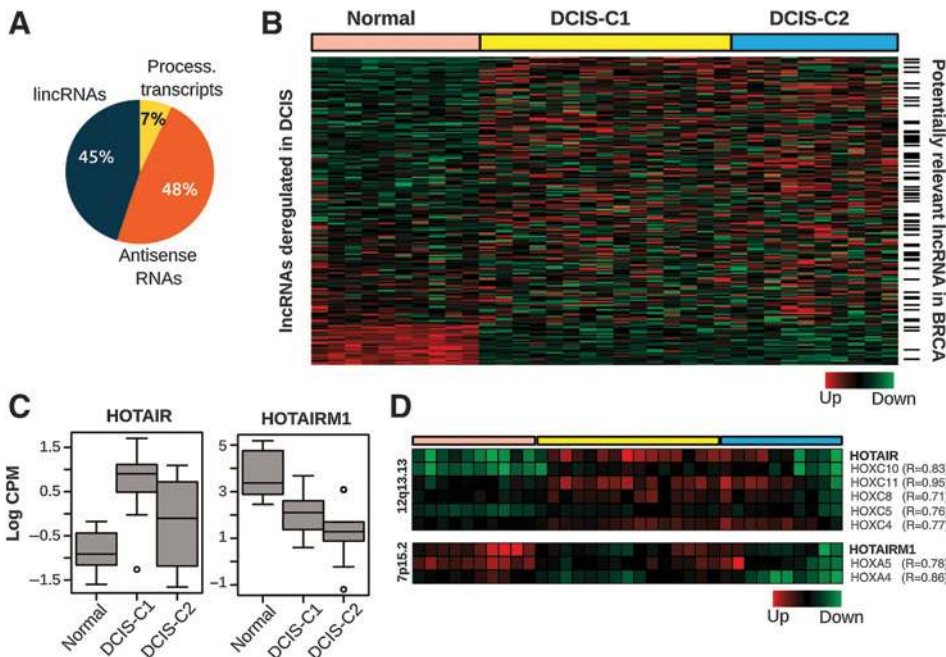 A
lincRNAs
Process.
transcripts
7%
45%
48%
Antisense
RNAs
B
Normal
DCIS-C1
DCIS-C2
lncRNAs deregulated in DCIS
Potentially relevant lncRNA in BRCA
Up
Down
C
HOTAIR
HOTAIRM1
Log CPM
1.5
0.5
−0.5
−1.5
5
3
1
−1
Normal
DCIS-C1
DCIS-C2
Normal
DCIS-C1
DCIS-C2
D
12q13.13
HOTAIR
HOXC10 (R=0.83
HOXC11 (R=0.95)
HOXC8 (R=0.71)
HOXC5 (R=0.76)
HOXC4 (R=0.77)
7p15.2
HOTAIRM1
HOXA5 (R=0.78)
HOXA4 (R=0.86)
Up
Down